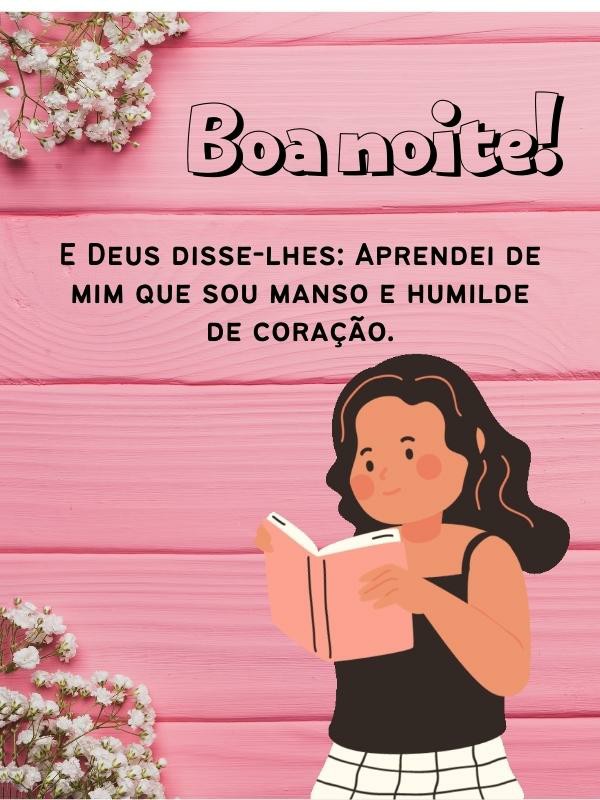 Boa noite!
E Deus disse-lhes: Aprendei de
mim que sou manso e humilde
de coração.